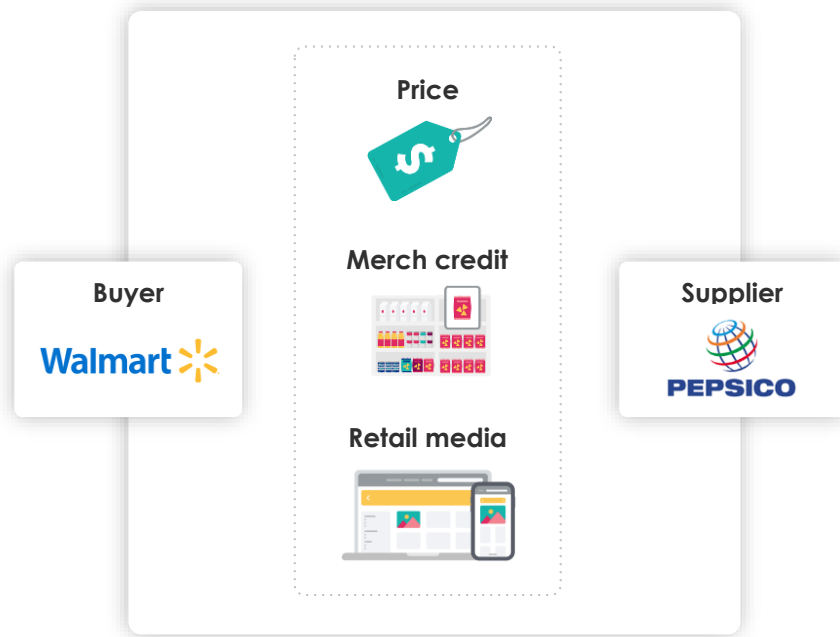 Price
$
Merch credit
Buyer
Walmart
Supplier
PEPSICO
Retail media